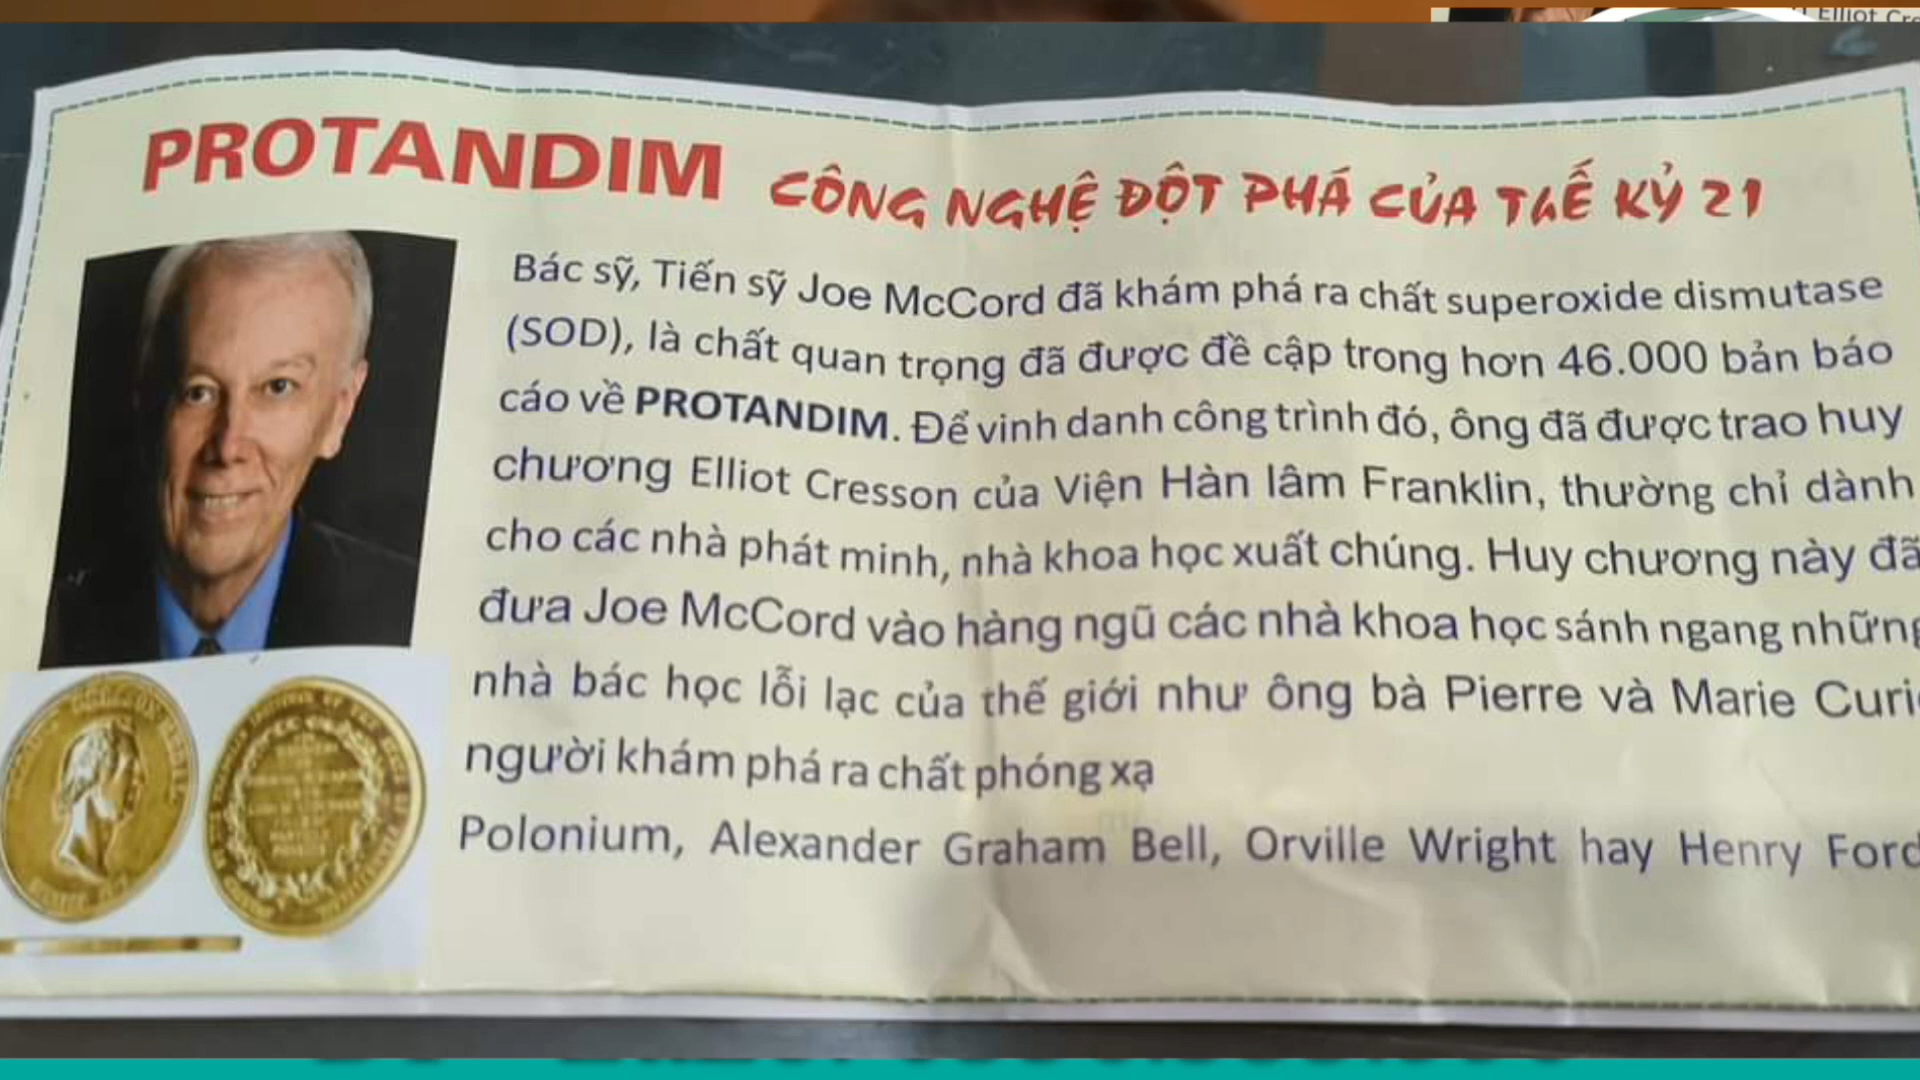 Elliot
PROTANDIM CÔNG NGHỆ ĐỘT PHÁ CỦA THẾ KỶ 21
Bác sỹ, Tiến sỹ Joe McCord đã khám phá ra chất superoxide dismutase
(SOD), là chất quan trọng đã được đề cập trong hơn 46.000 bản báo
cáo về PROTANDIM. Để vinh danh công trình đó, ông đã được trao huy
chương Elliot Cresson của Viện Hàn lâm Franklin, thường chỉ dành
cho các nhà phát minh, nhà khoa học xuất chúng. Huy chương này đã
đưa Joe McCord vào hàng ngũ các nhà khoa học sánh ngang những
nhà bác học lỗi lạc của thế giới như ông bà Pierre và Marie Curie
người khám phá ra chất phóng xạ
Polonium, Alexander Graham Bell, Orville Wright hay Henry Ford